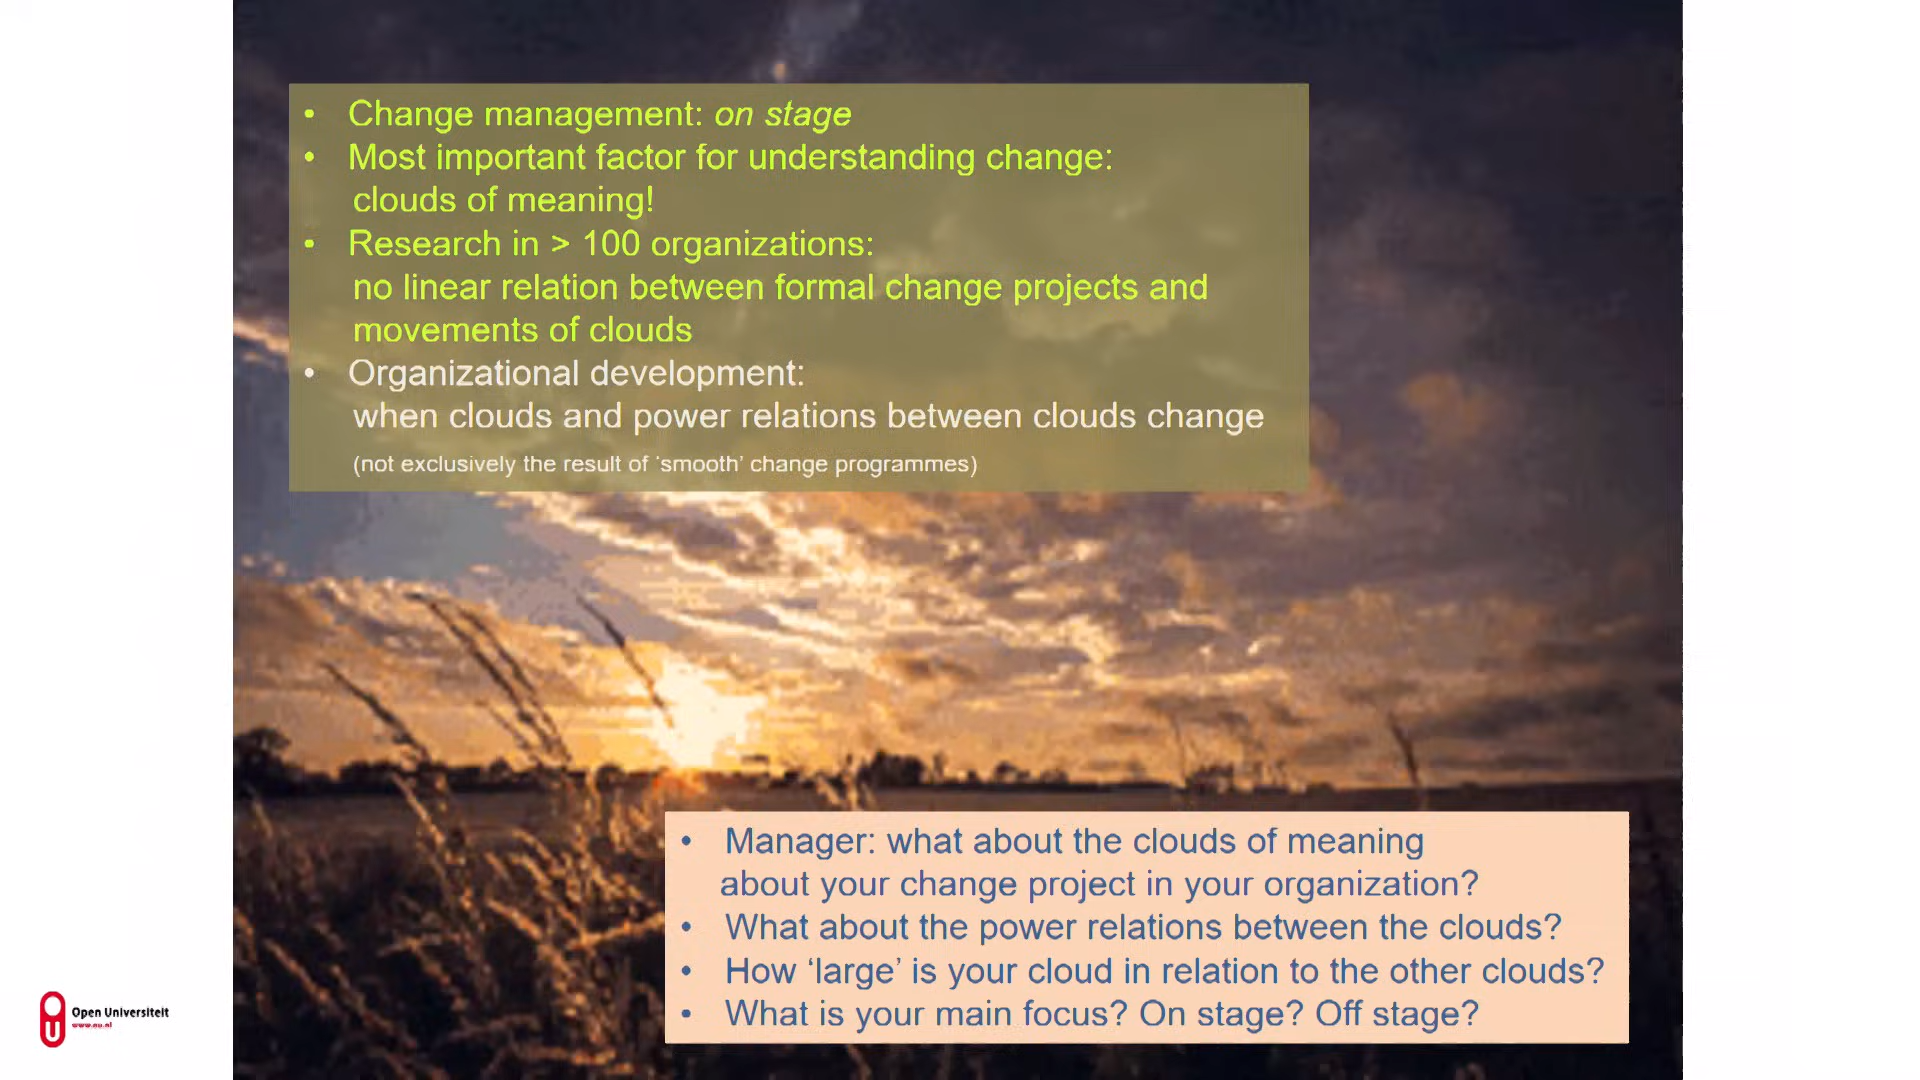 • Change management: on stage
• Most important factor for understanding change:
clouds of meaning!
• Research in > 100 organizations:
no linear relation between formal change projects and
movements of clouds
• Organizational development:
when clouds and power relations between clouds change
(not exclusively the result of ‘smooth’ change programmes)
• Manager: what about the clouds of meaning
about your change project in your organization?
• What about the power relations between the clouds?
• How ‘large’ is your cloud in relation to the other clouds?
• What is your main focus? On stage? Off stage?
Open Universiteit
www.ou.nl